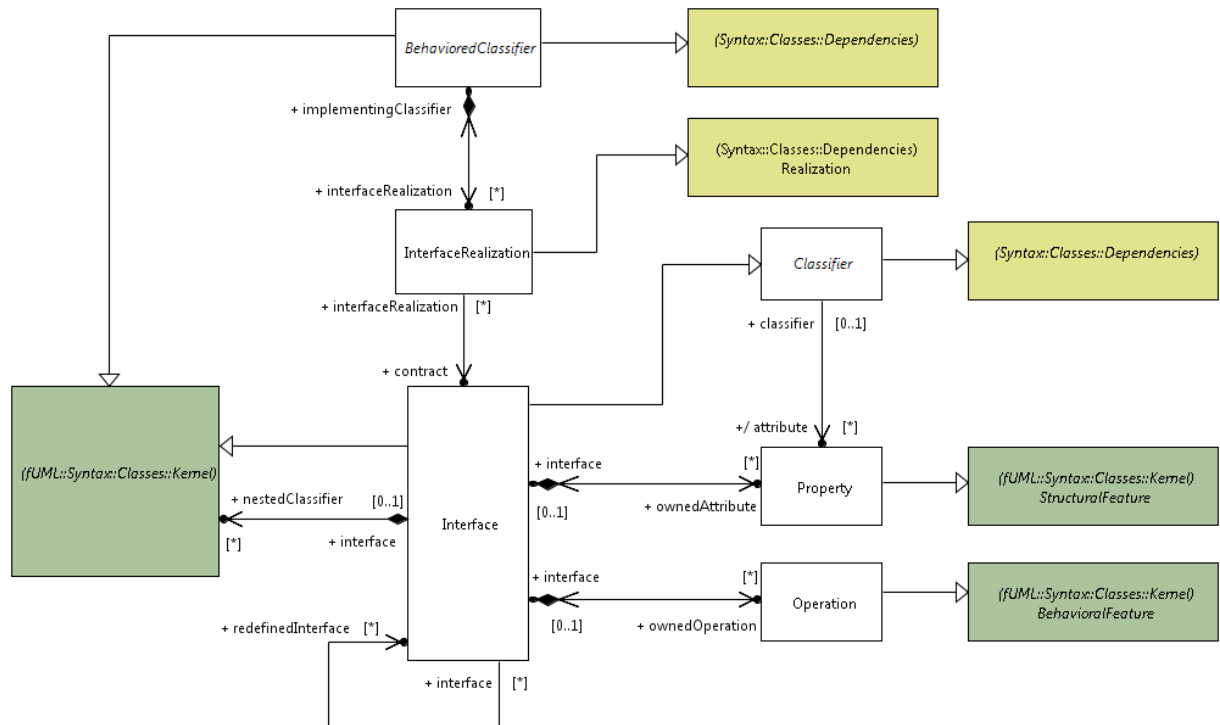 BehavioredClassifier
(Syntax::Classes::Dependencies)
+ implementingClassifier
(Syntax::Classes::Dependencies)
Realization
+ interfaceRealization
[*]
InterfaceRealization
Classifier
(Syntax::Classes::Dependencies)
+ interfaceRealization
[*]
+ classifier
[0..1]
+ contract
+/ attribute
[*]
(fUML::Syntax::Classes::Kernel)
+ nestedClassifier
[0..1]
[*]
+ interface
Interface
+ interface
[*]
[0..1]
+ ownedAttribute
Property
(fUML::Syntax::Classes::Kernel)
StructuralFeature
+ interface
[*]
[0..1]
+ ownedOperation
Operation
(fUML::Syntax::Classes::Kernel)
BehavioralFeature
+ redefinedInterface
[*]
+ interface
[*]